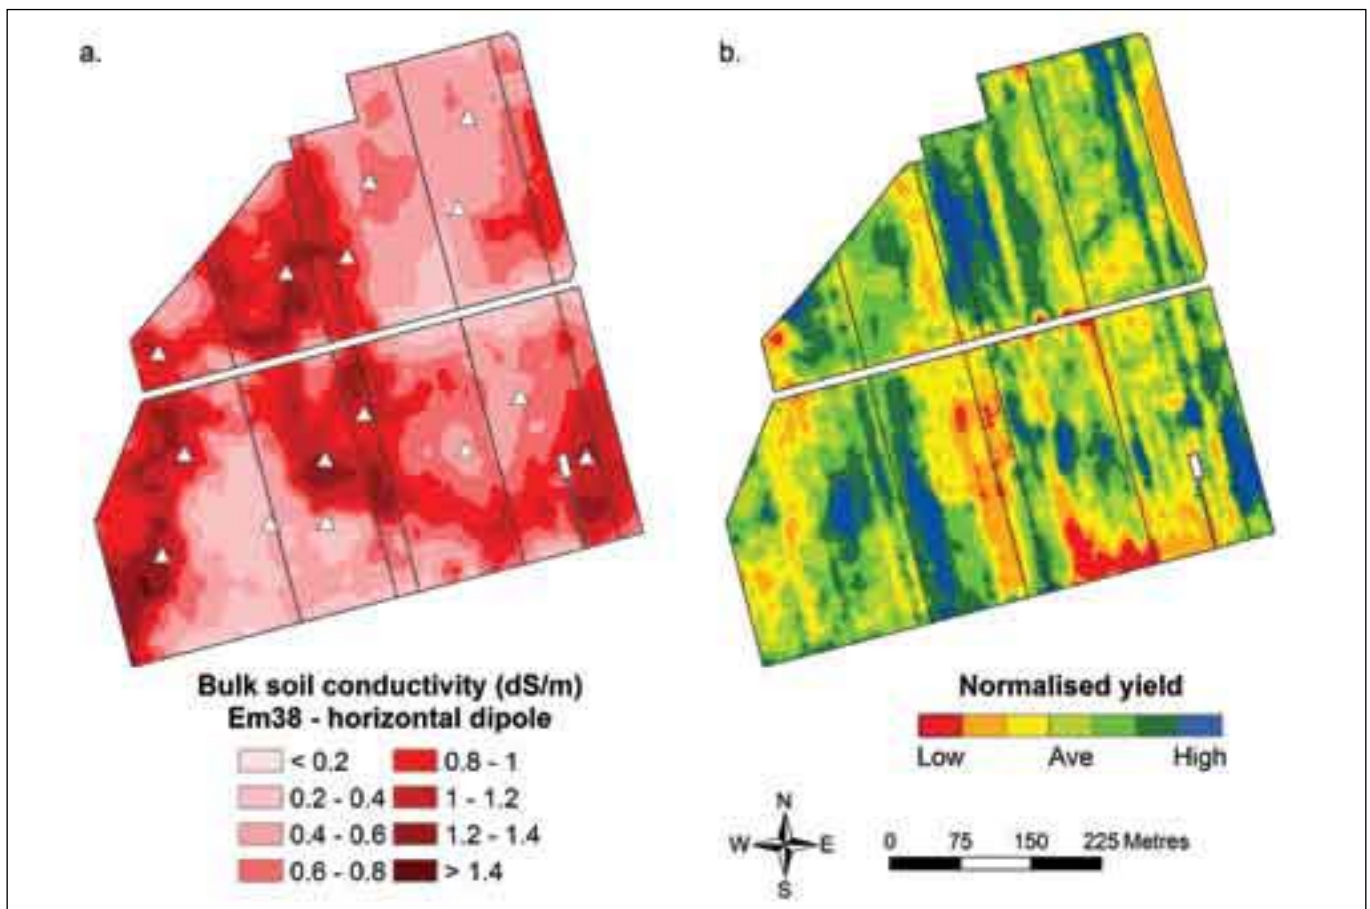 a.
b.
Bulk soil conductivity (dS/m)
Em38 - horizontal dipole
< 0.2
0.2 - 0.4
0.4 - 0.6
0.6 - 0.8
0.8 - 1
1 - 1.2
1.2 - 1.4
> 1.4
Normalised yield
Low Ave High
N
W E
S
0 75 150 225 Metres